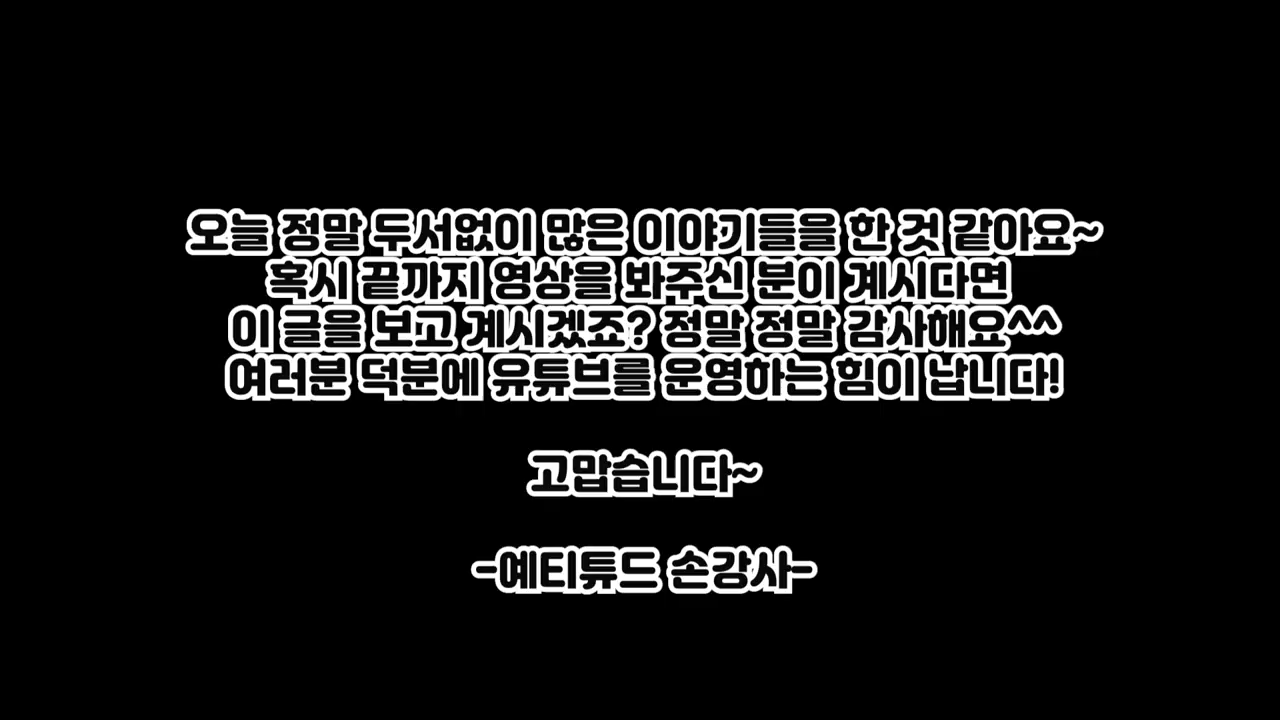 오늘 정말 두서없이 많은 이야기들을 한 것 같아요~
혹시 끝까지 영상을 봐주신 분이 계시다면
이 글을 보고 계시겠죠? 정말 정말 감사해요^^
여러분 덕분에 유튜브를 운영하는 힘이 납니다!
고맙습니다~
-예티튜드 손강사-